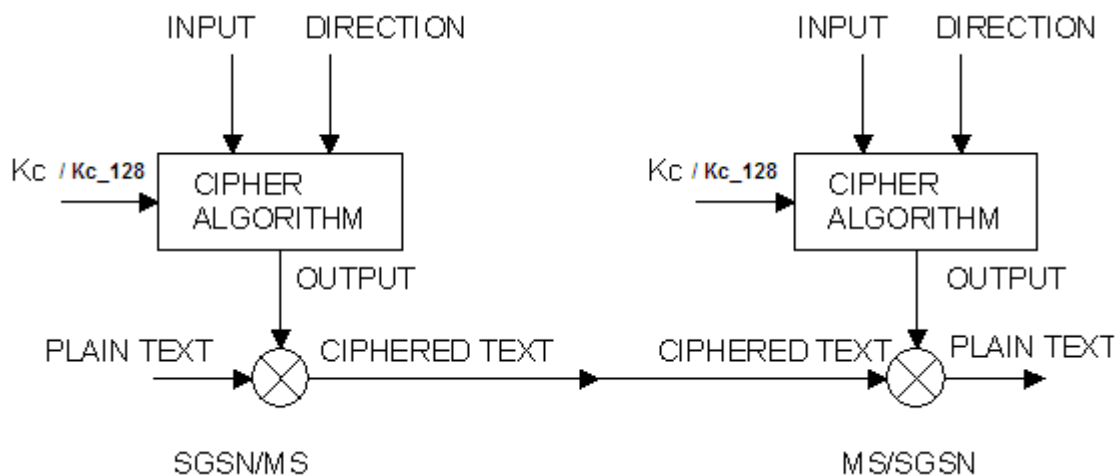 INPUT DIRECTION INPUT DIRECTION
Kc / Kc_128 CIPHER ALGORITHM Kc / Kc_128 CIPHER ALGORITHM
OUTPUT OUTPUT
PLAIN TEXT CIPHERED TEXT CIPHERED TEXT PLAIN TEXT
SGSN/MS MS/SGSN